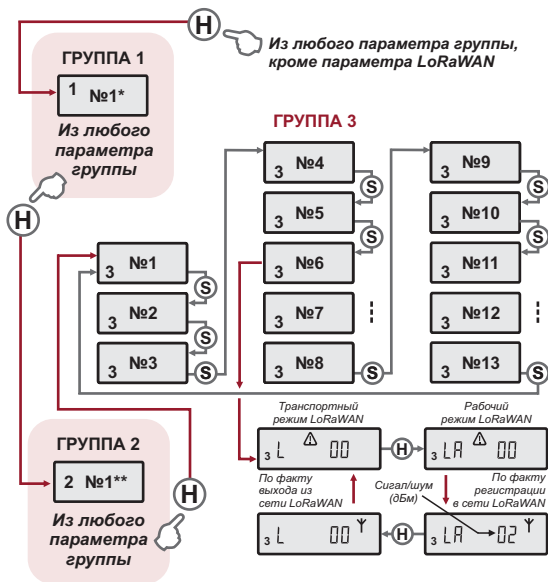 H
Из любого параметра группы,
кроме параметра LoRaWAN
ГРУППА 1
1 №1*
Из любого
параметра
группы
H
ГРУППА 3
3 №1
S
3 №2
S
3 №3
S
3 №4
S
3 №5
S
3 №6
3 №7
3 №8
S
3 №9
S
3 №10
S
3 №11
3 №12
3 №13
S
ГРУППА 2
2 №1**
Из любого
параметра
группы
H
Транспортный
режим LoRaWAN
3 L 00
H
Рабочий
режим LoRaWAN
3 LA 00
По факту
выхода из
сети LoRaWAN
Сигал/шум
(дБм)
По факту
регистрации
в сети LoRaWAN
3 L 00
H
3 LA 02